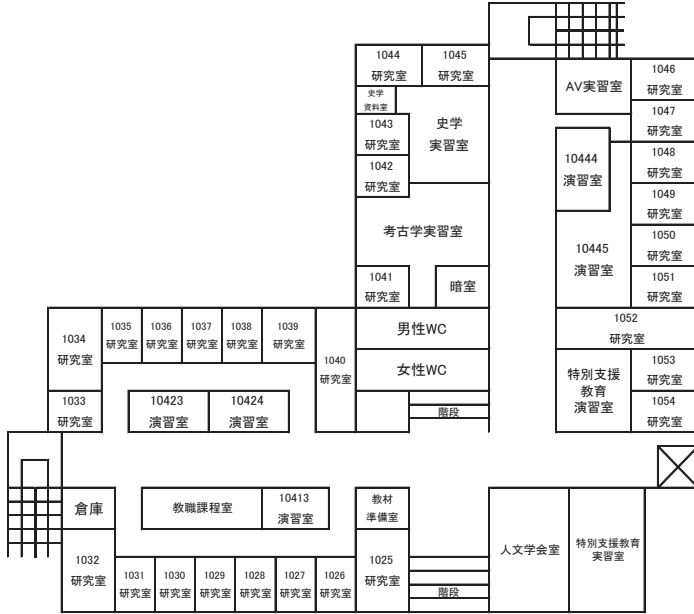 1044
研究室
1045
研究室
史学
資料室
1043
研究室
史学
実習室
1042
研究室
考古学実習室
1041
研究室
暗室
AV実習室
1046
研究室
1047
研究室
10444
演習室
1048
研究室
1049
研究室
10445
演習室
1050
研究室
1051
研究室
1052
研究室
特別支援
教育
演習室
1053
研究室
1054
研究室
1034
研究室
1035
研究室
1036
研究室
1037
研究室
1038
研究室
1039
研究室
1040
研究室
男性WC
女性WC
階段
1033
研究室
10423
演習室
10424
演習室
倉庫
教職課程室
10413
演習室
教材
準備室
1032
研究室
1031
研究室
1030
研究室
1029
研究室
1028
研究室
1027
研究室
1026
研究室
1025
研究室
階段
人文学会室
特別支援教育
実習室